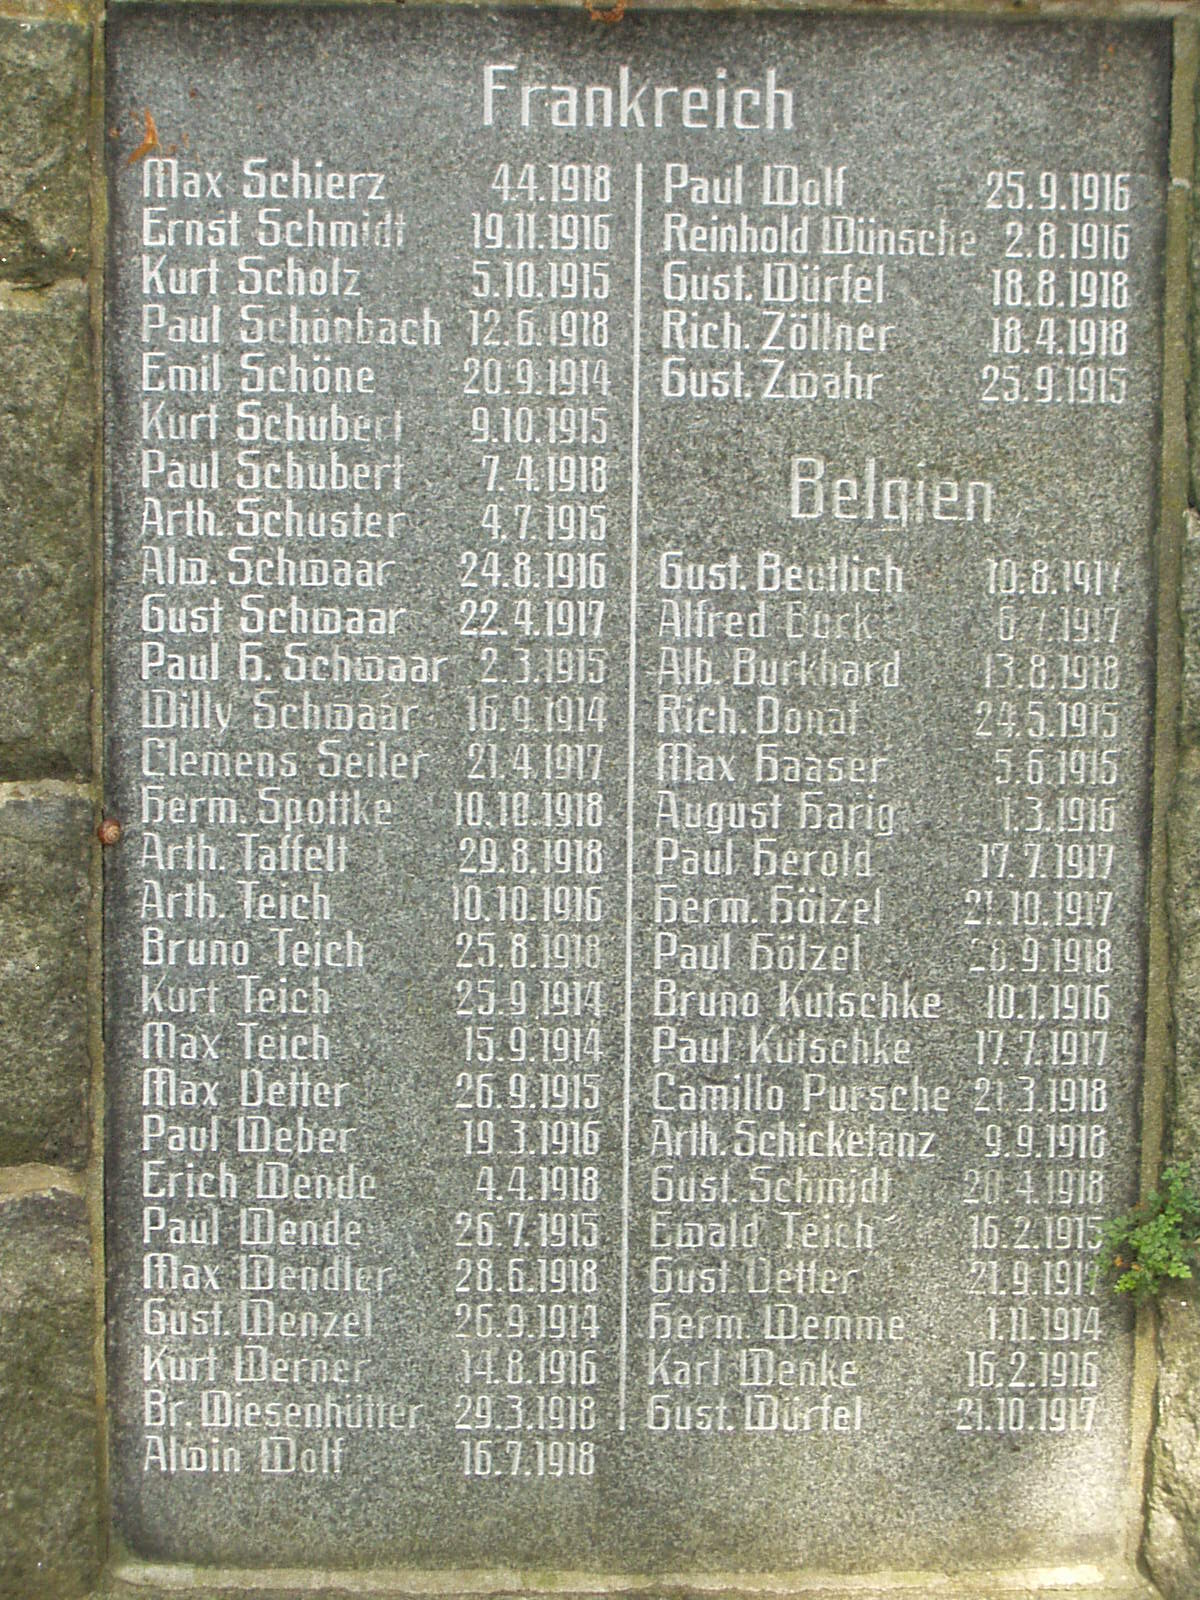 Frankreich
Max Schierz 4.4.1918
Ernst Schmidt 19.11.1916
Kurt Scholz 5.10.1915
Paul Schönbach 12.6.1918
Emil Schöne 20.9.1914
Kurt Schubert 9.10.1915
Paul Schubert 7.4.1918
Arth. Schuster 4.7.1915
Alw. Schwaar 24.8.1916
Gust Schwaar 22.4.1917
Paul H. Schwaar 2.3.1915
Willy Schwaar 16.9.1914
Clemens Seiler 21.4.1917
Herm. Spottke 10.10.1918
Arth. Taffelt 29.8.1918
Arth. Teich 10.10.1916
Bruno Teich 25.8.1918
Kurt Teich 25.9.1914
Max Teich 15.9.1914
Max Vetter 26.9.1915
Paul Weber 19.3.1916
Erich Wende 4.4.1918
Paul Wende 26.7.1915
Max Wendler 28.6.1918
Gust. Wenzel 26.9.1914
Kurt Werner 14.8.1916
Br. Wiesenhütter 29.3.1918
Alwin Wolf 16.7.1918
Paul Wolf 25.9.1916
Reinhold Wünsche 2.8.1916
Gust. Würfel 18.8.1918
Rich. Zöllner 18.4.1918
Gust. Zwahr 25.9.1915
Belgien
Gust. Beutlich 10.8.1917
Alfred Burk 6.7.1917
Alb. Burkhard 13.8.1918
Rich. Donat 24.5.1915
Max Haaser 5.6.1916
August Harig 1.3.1916
Paul Herold 17.7.1917
Herm. Hölzel 21.10.1917
Paul Hölzel 28.9.1918
Bruno Kutschke 10.1.1916
Paul Kutschke 17.7.1917
Camillo Pursche 21.3.1918
Arth. Schicketanz 9.9.1918
Gust. Schmidt 20.4.1918
Ewald Teich 16.2.1915
Gust. Vetter 21.9.1917
Herm. Wemme 1.11.1914
Karl Wenke 16.2.1916
Gust. Würfel 21.10.1917